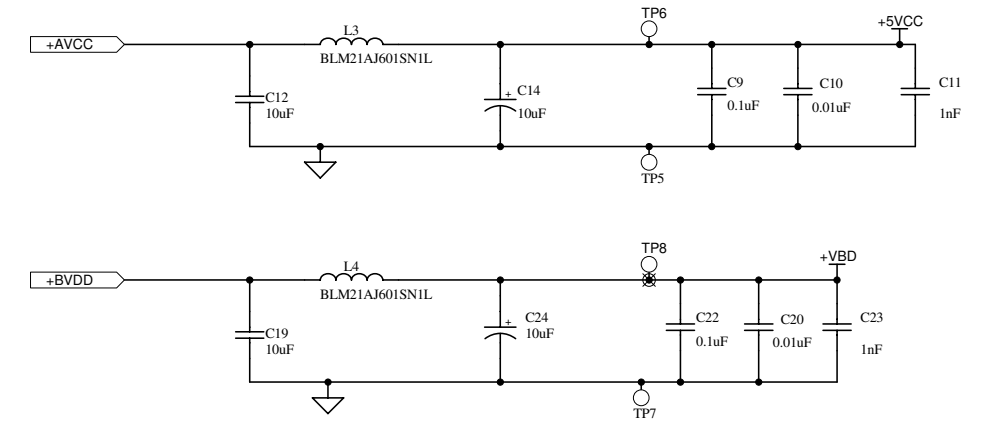 TP6
+5VCC
+AVCC
L3
BLM21AJ601SN1L
C12
10uF
+
C14
10uF
C9
0.1uF
C10
0.01uF
C11
1nF
TP5
TP8
+VBD
+BVDD
L4
BLM21AJ601SN1L
C19
10uF
+
C24
10uF
C22
0.1uF
C20
0.01uF
C23
1nF
TP7